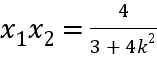 x₁x₂ = 4 / (3 + 4k²)